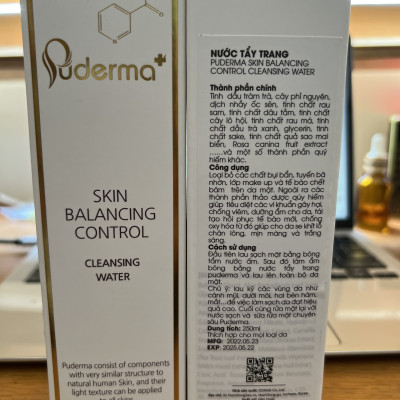 Puderma+
SKIN
BALANCING
CONTROL
CLEANSING
WATER
Puderma consist of components
with very similar structure to
natural human Skin, and their
light texture can be applied
NƯỚC TẨY TRANG
PUDERMA SKIN BALANCING
CONTROL CLEANSING WATER
Thành phần chính
Tinh dầu tràm trà, cây phỉ nguyên,
dịch nhầy ốc sên, tinh chất rau
sam, tinh chất dâu tằm, tinh chất
cây lô hội, tinh chất rau má, tinh
chất dầu trà xanh, glycerin, tinh
chất sake, tinh chất quả sao mai
biển, Rosa canina fruit extract
......và một số thành phần quý
hiếm khác.
Công dụng
Loại bỏ các chất bụi bẩn, tuyến bã
nhờn, lớp make up và tế bào chết
bám trên da mặt. Ngoài ra các
thành phần thảo dược quý hiếm
giúp tiêu diệt các vi khuẩn gây hại,
chống viêm, dưỡng ẩm cho da, tái
tạo hồi phục tế bào mới, chống
oxy hóa từ đó giúp cho da se khít lỗ
chân lông, mịn màng và trắng
sáng.
Cách sử dụng
Đầu tiên lau sạch mặt bằng bông
tẩm nước ấm. Sau đó làm ẩm
bông bằng nước tẩy trang
puderma và lau lên toàn bộ da
mặt.
Chú ý: lau kỹ các vùng da như
cánh mũi, dưới môi, hai bên hàm,
mắt...để việc làm sạch da đạt hiệu
quả cao. Cuối cùng rửa mặt lại với
nước sạch và sữa rửa mặt chuyên
sâu Puderma.
Dung tích: 250ml
Thích hợp cho mọi loại da
MFG: 2022.05.23
EXP: 2025.05.22